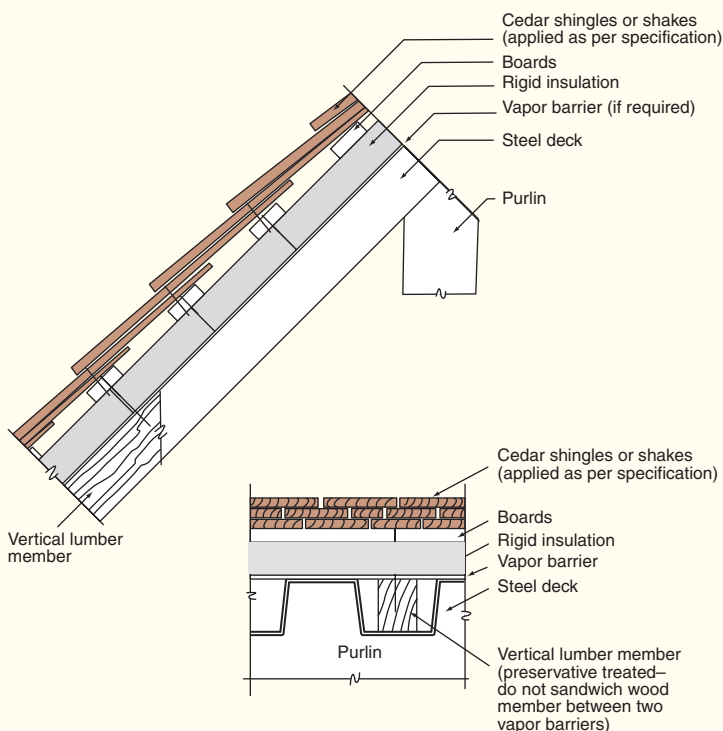 Cedar shingles or shakes
(applied as per specification)
Boards
Rigid insulation
Vapor barrier (if required)
Steel deck
Purlin
Vertical lumber
member
Cedar shingles or shakes
(applied as per specification)
Boards
Rigid insulation
Vapor barrier
Steel deck
Purlin
Vertical lumber member
(preservative treated–
do not sandwich wood
member between two
vapor barriers)